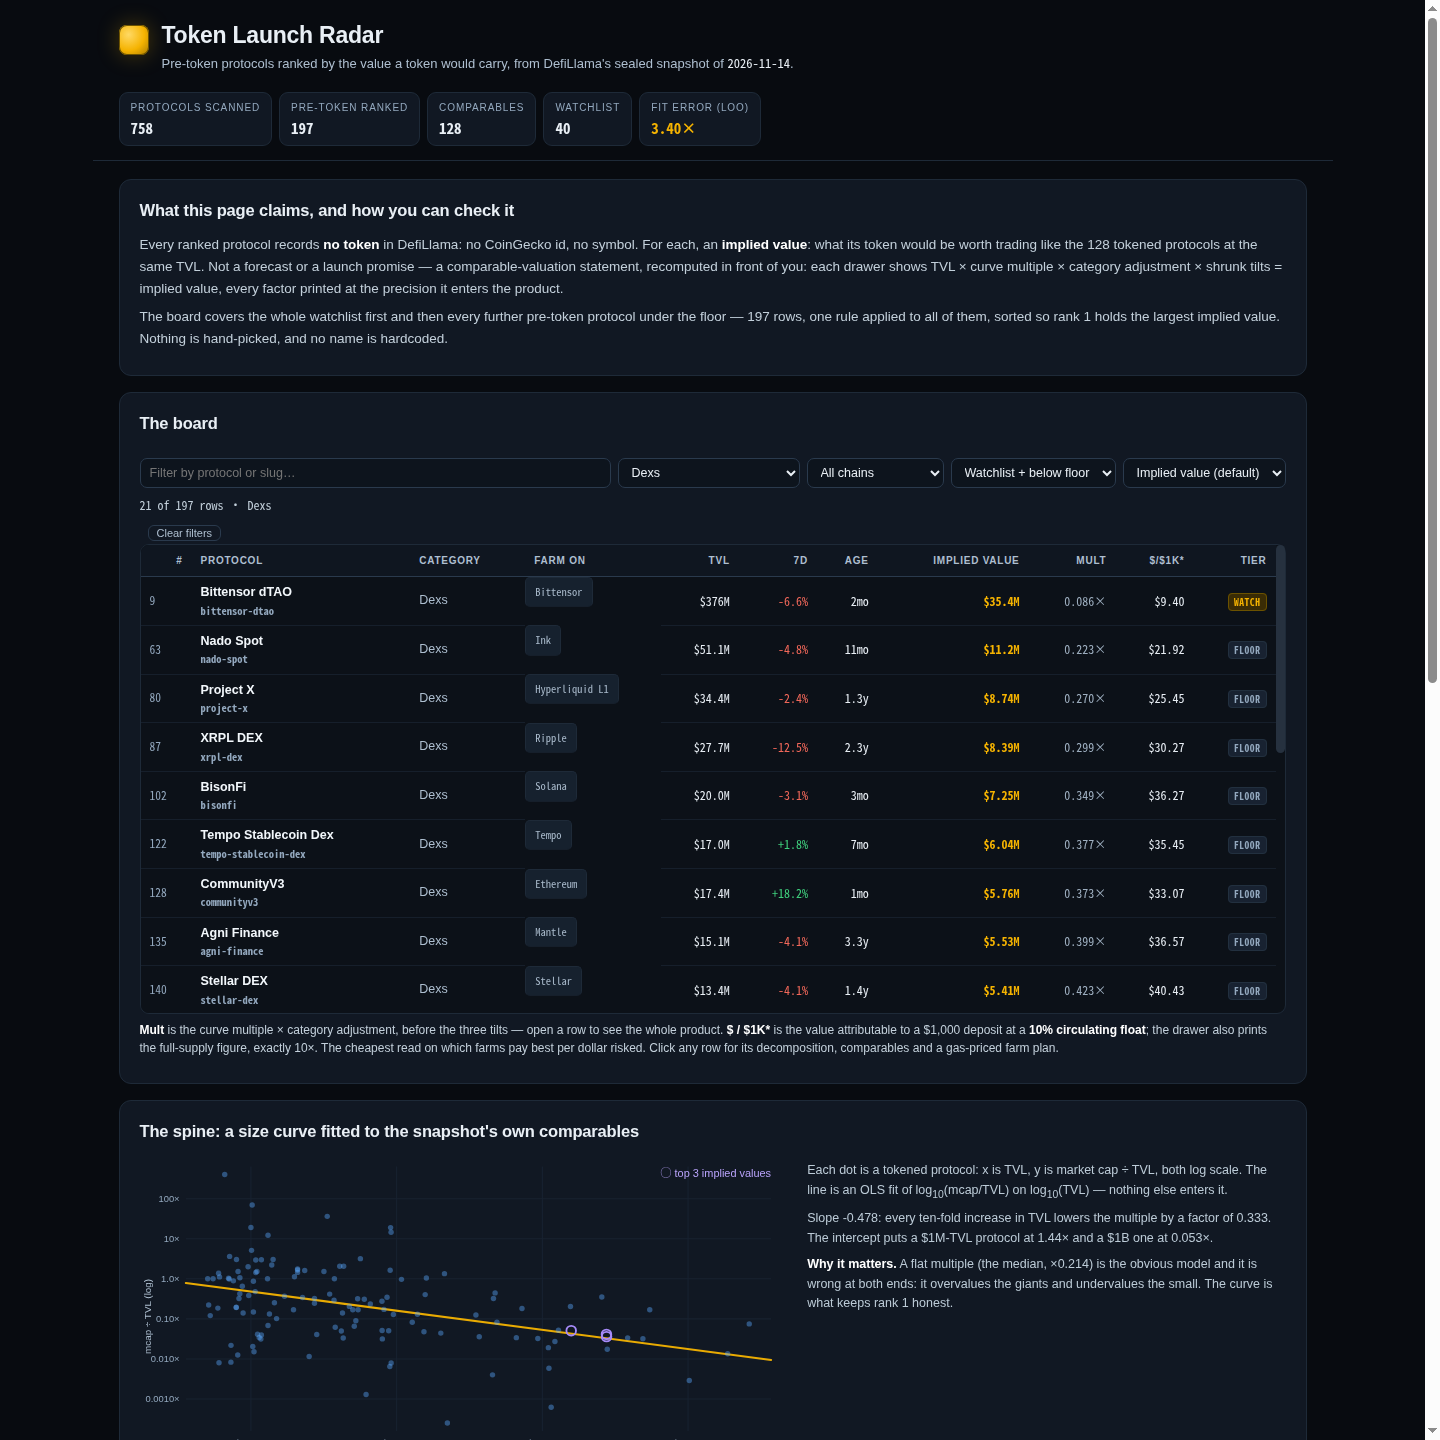 Token Launch Radar
Pre-token protocols ranked by the value a token would carry, from DefiLlama's sealed snapshot of 2026-11-14.
PROTOCOLS SCANNED
758
PRE-TOKEN RANKED
197
COMPARABLES
128
WATCHLIST
40
FIT ERROR (LOO)
3.40×
What this page claims, and how you can check it
Every ranked protocol records no token in DefiLlama: no CoinGecko id, no symbol. For each, an implied value: what its token would be worth trading like the 128 tokened protocols at the
same TVL. Not a forecast or a launch promise — a comparable-valuation statement, recomputed in front of you: each drawer shows TVL × curve multiple × category adjustment × shrunk tilts =
implied value, every factor printed at the precision it enters the product.
The board covers the whole watchlist first and then every further pre-token protocol under the floor — 197 rows, one rule applied to all of them, sorted so rank 1 holds the largest implied value.
Nothing is hand-picked, and no name is hardcoded.
The board
Filter by protocol or slug… Dexs All chains Watchlist + below floor Implied value (default)
21 of 197 rows • Dexs
Clear filters
# PROTOCOL CATEGORY FARM ON TVL 7D AGE IMPLIED VALUE MULT $/$1K* TIER
9 Bittensor dTAO Dexs Bittensor $376M -6.6% 2mo $35.4M 0.086× $9.40 WATCH
bittensor-dtao
63 Nado Spot Dexs Ink $51.1M -4.8% 11mo $11.2M 0.223× $21.92 FLOOR
nado-spot
80 Project X Dexs Hyperliquid L1 $34.4M -2.4% 1.3y $8.74M 0.270× $25.45 FLOOR
project-x
87 XRPL DEX Dexs Ripple $27.7M -12.5% 2.3y $8.39M 0.299× $30.27 FLOOR
xrpl-dex
102 BisonFi Dexs Solana $20.0M -3.1% 3mo $7.25M 0.349× $36.27 FLOOR
bisonfi
122 Tempo Stablecoin Dex Dexs Tempo $17.0M +1.8% 7mo $6.04M 0.377× $35.45 FLOOR
tempo-stablecoin-dex
128 CommunityV3 Dexs Ethereum $17.4M +18.2% 1mo $5.76M 0.373× $33.07 FLOOR
communityv3
135 Agni Finance Dexs Mantle $15.1M -4.1% 3.3y $5.53M 0.399× $36.57 FLOOR
agni-finance
140 Stellar DEX Dexs Stellar $13.4M -4.1% 1.4y $5.41M 0.423× $40.43 FLOOR
stellar-dex
Mult is the curve multiple × category adjustment, before the three tilts — open a row to see the whole product. $ / $1K* is the value attributable to a $1,000 deposit at a 10% circulating float; the drawer also prints
the full-supply figure, exactly 10×. The cheapest read on which farms pay best per dollar risked. Click any row for its decomposition, comparables and a gas-priced farm plan.
The spine: a size curve fitted to the snapshot's own comparables
top 3 implied values
100×
10×
1.0×
0.10×
0.010×
0.0010×
mcap ÷ TVL (log)
Each dot is a tokened protocol: x is TVL, y is market cap ÷ TVL, both log scale. The
line is an OLS fit of log10(mcap/TVL) on log10(TVL) — nothing else enters it.
Slope -0.478: every ten-fold increase in TVL lowers the multiple by a factor of 0.333.
The intercept puts a $1M-TVL protocol at 1.44× and a $1B one at 0.053×.
Why it matters. A flat multiple (the median, ×0.214) is the obvious model and it is
wrong at both ends: it overvalues the giants and undervalues the small. The curve is
what keeps rank 1 honest.